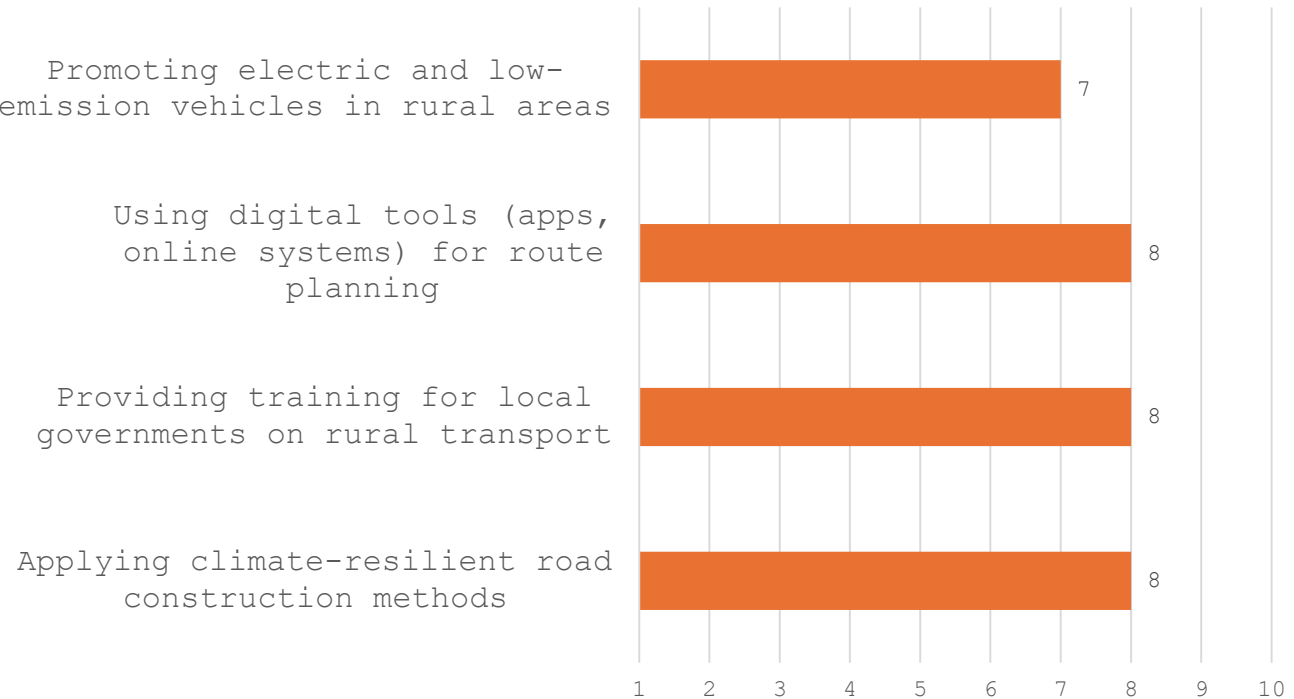 Promoting electric and low-
emission vehicles in rural areas
7
Using digital tools (apps,
online systems) for route
planning
8
Providing training for local
governments on rural transport
8
Applying climate-resilient road
construction methods
8
1 2 3 4 5 6 7 8 9 10